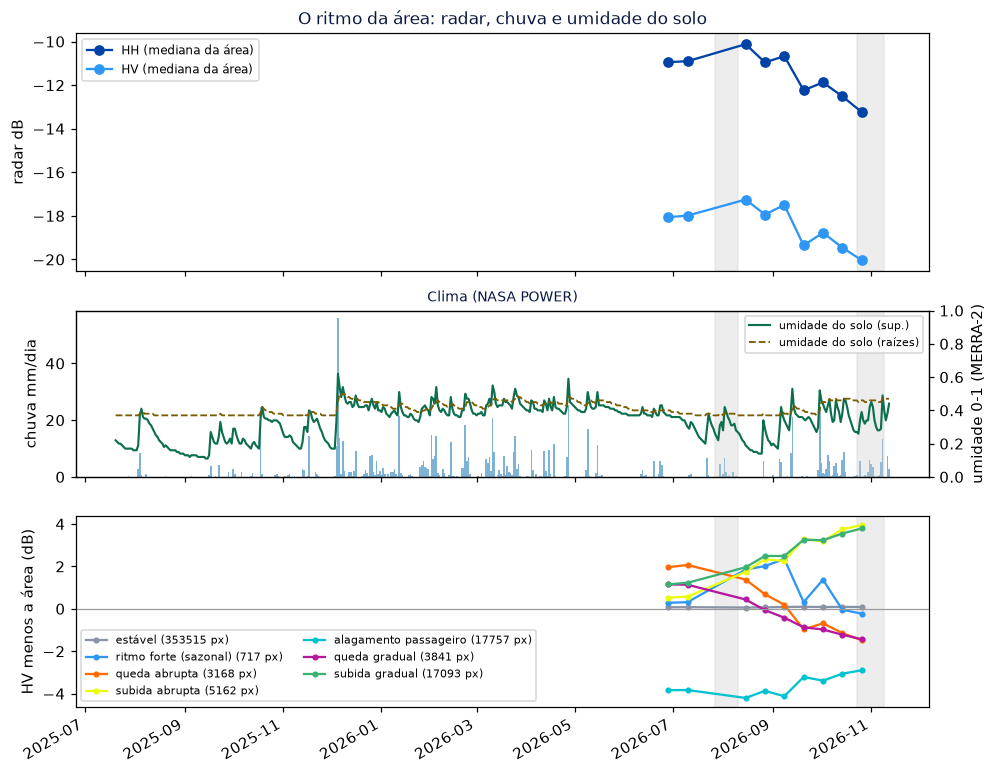 O ritmo da área: radar, chuva e umidade do solo
radar dB
−10
−12
−14
−16
−18
−20
HH (mediana da área)
HV (mediana da área)
Clima (NASA POWER)
chuva mm/dia
40
20
0
umidade do solo (sup.)
umidade do solo (raízes)
1.0
0.8
0.6
0.4
0.2
0.0
umidade 0-1 (MERRA-2)
HV menos a área (dB)
4
2
0
−2
−4
estável (353515 px)
ritmo forte (sazonal) (717 px)
queda abrupta (3168 px)
subida abrupta (5162 px)
alagamento passageiro (17757 px)
queda gradual (3841 px)
subida gradual (17093 px)
2025-07
2025-09
2025-11
2026-01
2026-03
2026-05
2026-07
2026-09
2026-11